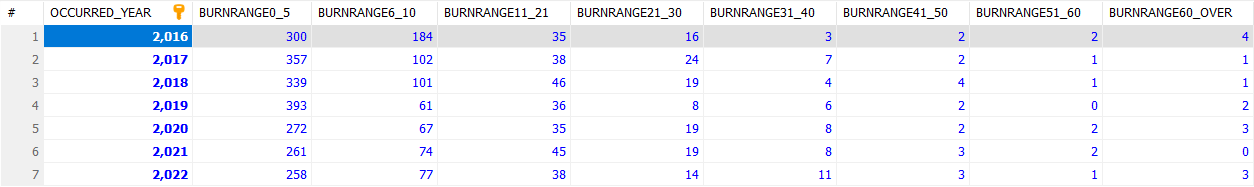 # OCCURRED_YEAR BURNRANGE0_5 BURNRANGE6_10 BURNRANGE11_21 BURNRANGE21_30 BURNRANGE31_40 BURNRANGE41_50 BURNRANGE51_60 BURNRANGE60_OVER
1 2,016 300 184 35 16 3 2 2 4
2 2,017 357 102 38 24 7 2 1 1
3 2,018 339 101 46 19 4 4 1 1
4 2,019 393 61 36 8 6 2 0 2
5 2,020 272 67 35 19 8 2 2 3
6 2,021 261 74 45 19 8 3 2 0
7 2,022 258 77 38 14 11 3 1 3